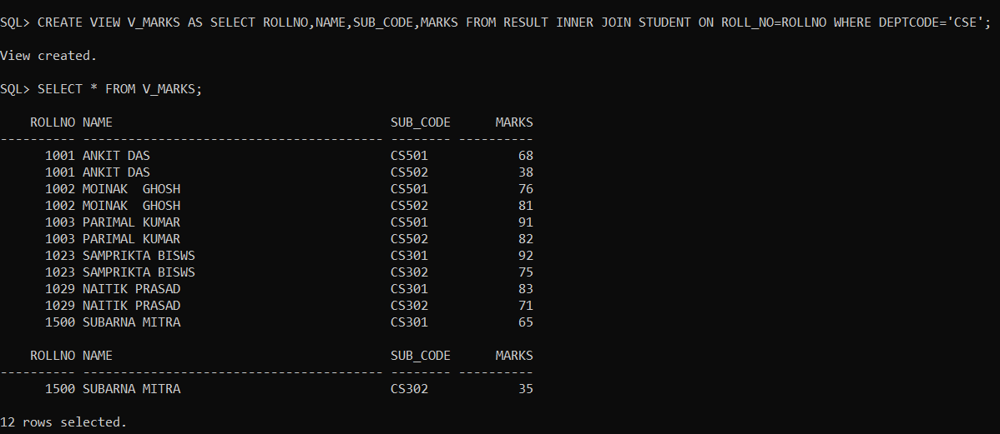 SQL> CREATE VIEW V_MARKS AS SELECT ROLLNO,NAME,SUB_CODE,MARKS FROM RESULT INNER JOIN STUDENT ON ROLL_NO=ROLLNO WHERE DEPTCODE='CSE';
View created.
SQL> SELECT * FROM V_MARKS;
    ROLLNO NAME                                     SUB_CODE      MARKS
---------- ---------------------------------------- -------- ----------
      1001 ANKIT DAS                                CS501            68
      1001 ANKIT DAS                                CS502            38
      1002 MOINAK  GHOSH                            CS501            76
      1002 MOINAK  GHOSH                            CS502            81
      1003 PARIMAL KUMAR                            CS501            91
      1003 PARIMAL KUMAR                            CS502            82
      1023 SAMPRIKTA BISWS                          CS301            92
      1023 SAMPRIKTA BISWS                          CS302            75
      1029 NAITIK PRASAD                            CS301            83
      1029 NAITIK PRASAD                            CS302            71
      1500 SUBARNA MITRA                            CS301            65
    ROLLNO NAME                                     SUB_CODE      MARKS
---------- ---------------------------------------- -------- ----------
      1500 SUBARNA MITRA                            CS302            35
12 rows selected.